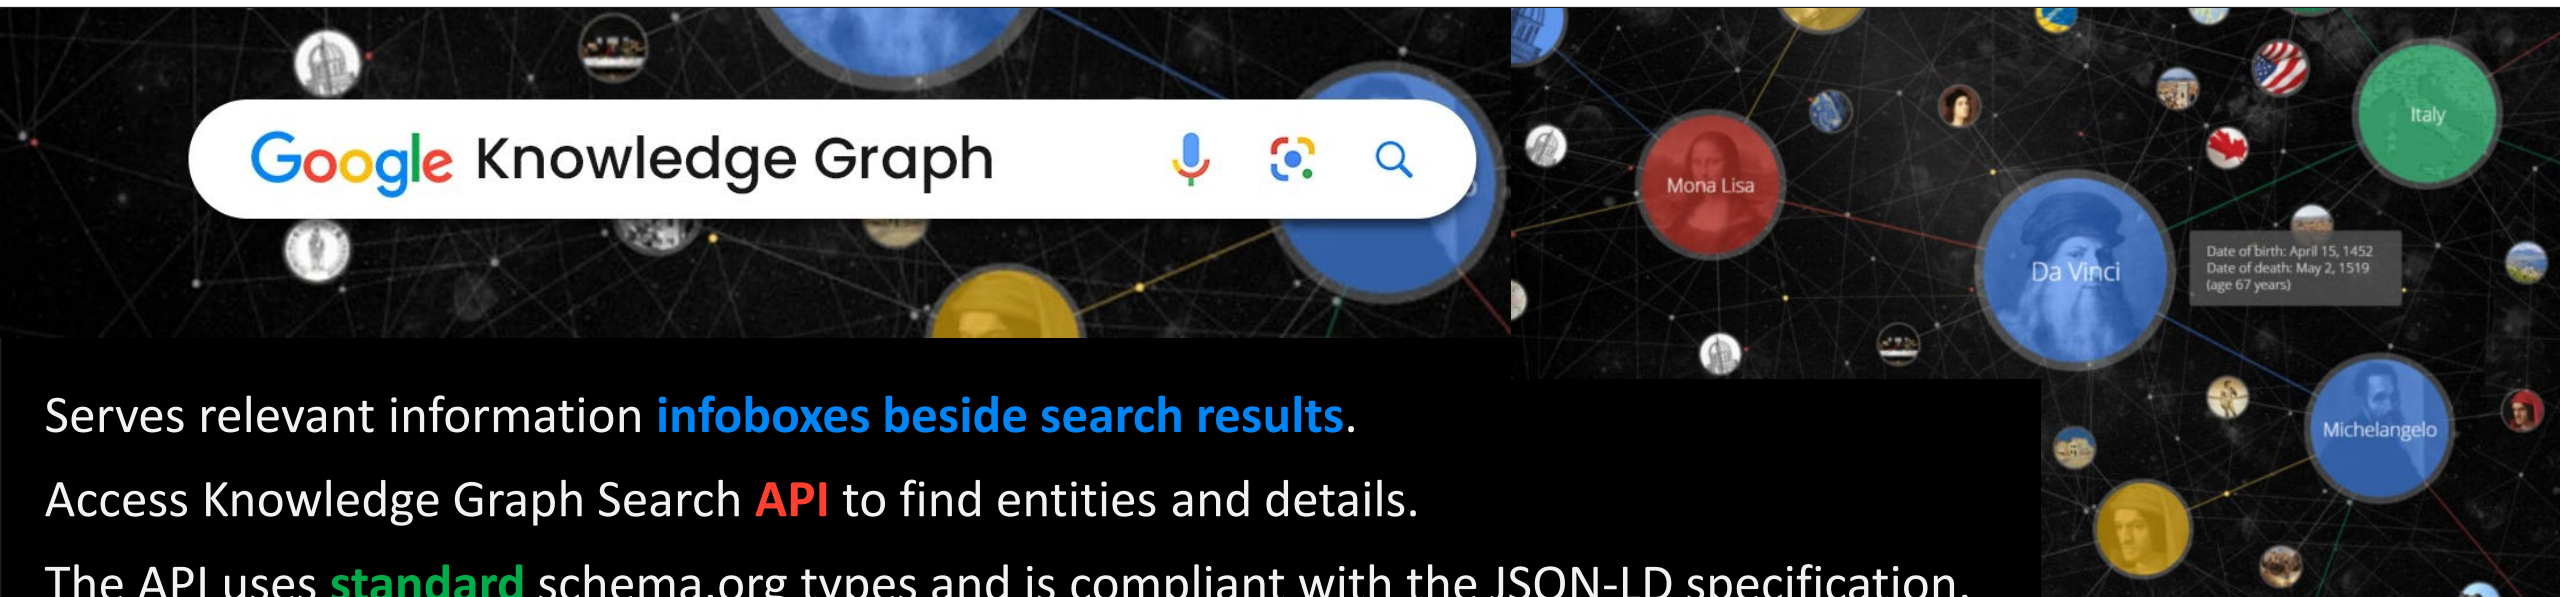 Google Knowledge Graph
Mona Lisa
Italy
Da Vinci
Date of birth: April 15, 1452
Date of death: May 2, 1519
(age 67 years)
Michelangelo
Serves relevant information infoboxes beside search results.
Access Knowledge Graph Search API to find entities and details.
The API uses standard schema.org types and is compliant with the JSON-LD specification.